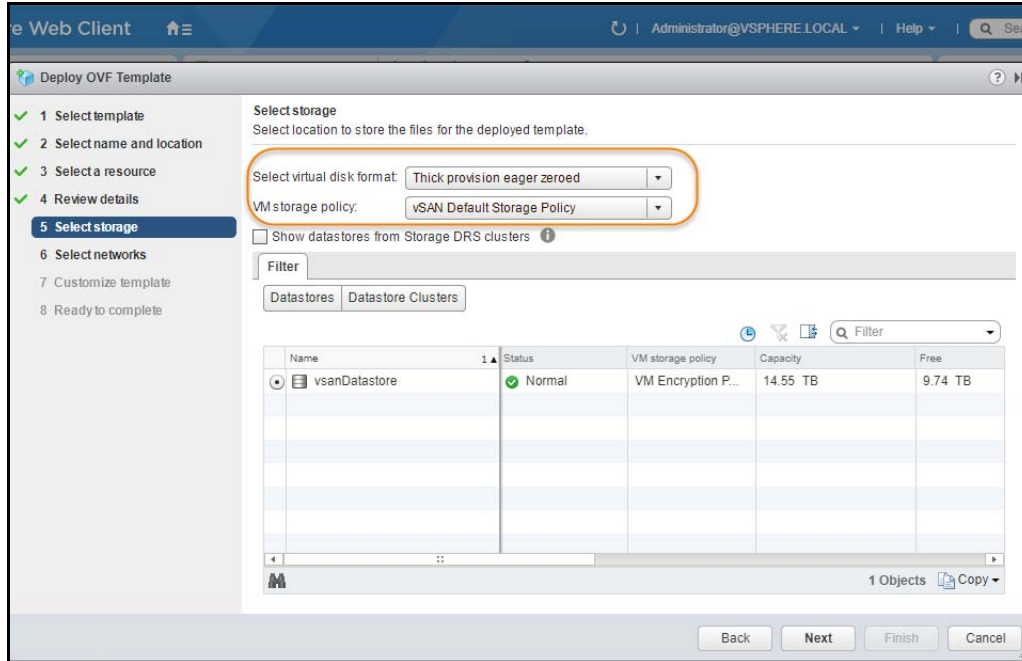 e Web Client
Administrator@VSPHERE.LOCAL | Help | Sea
Deploy OVF Template
1 Select template
2 Select name and location
3 Select a resource
4 Review details
5 Select storage
6 Select networks
7 Customize template
8 Ready to complete
Select storage
Select location to store the files for the deployed template.
Select virtual disk format: Thick provision eager zeroed
VM storage policy: vSAN Default Storage Policy
Show datastores from Storage DRS clusters
Filter
Datastores Datastore Clusters
Filter
Name 1 Status VM storage policy Capacity Free
vsanDatastore Normal VM Encryption P... 14.55 TB 9.74 TB
1 Objects Copy
Back Next Finish Cancel